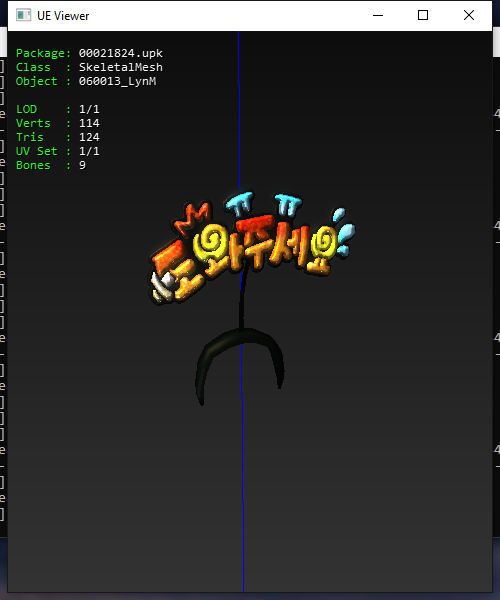 UE Viewer
Package: 00021824.upk
Class : SkeletalMesh
Object : 060013_LynM
LOD : 1/1
Verts : 114
Tris : 124
UV Set : 1/1
Bones : 9
ㅠㅠ
도와주세요